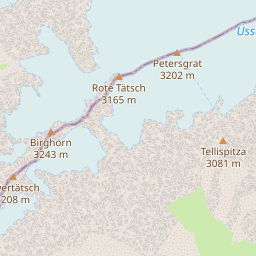 Petersgrat
3202 m
Rote Tätsch
3165 m
Birghorn
3243 m
Tellispitza
3081 m